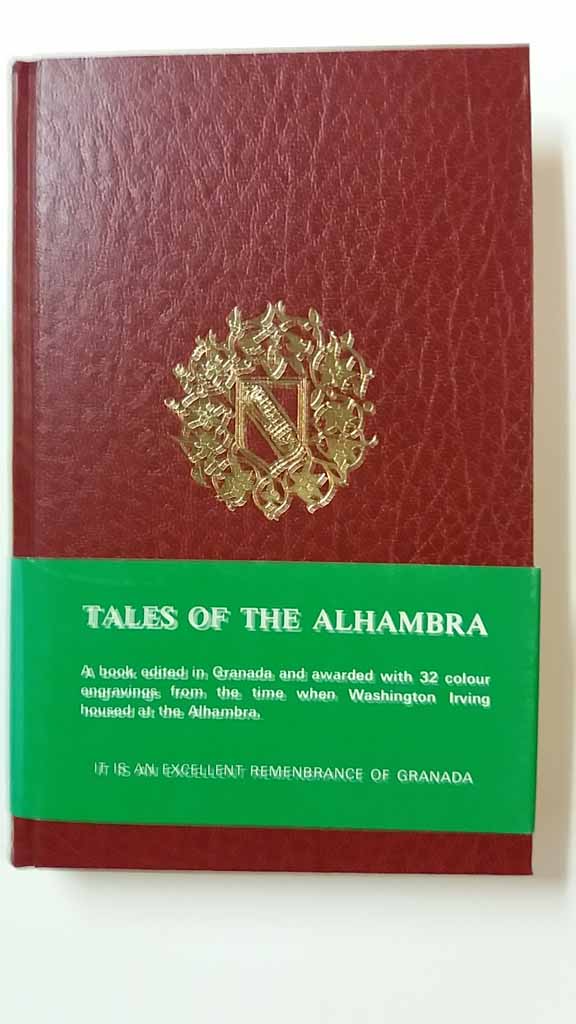 TALES OF THE ALHAMBRA
A book edited in Granada and awarded with 32 colour
engravings from the time when Washington Irving
housed at the Alhambra.
IT IS AN EXCELLENT REMENBRANCE OF GRANADA